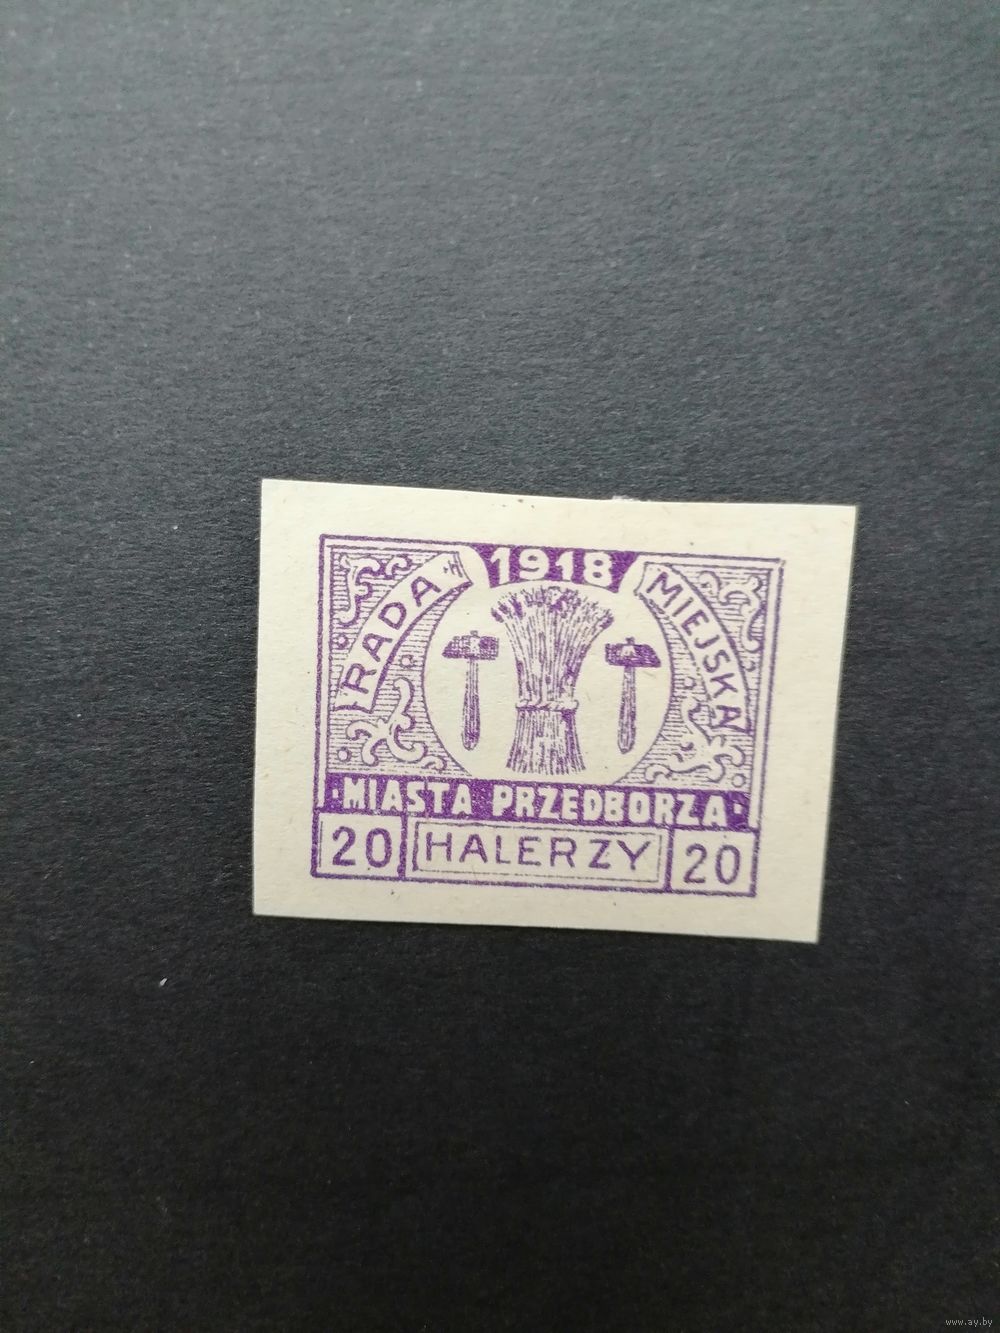 1918
RADA MIEJSKA
MIASTA PRZEDBORZA
20 HALERZY 20
www.ay.by